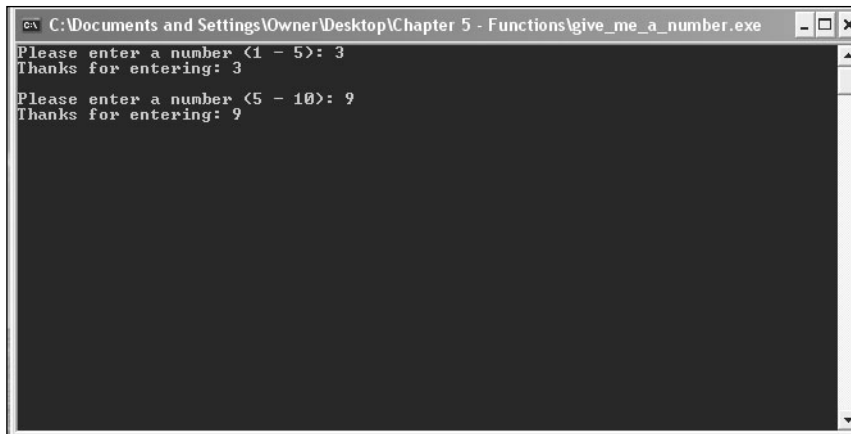 C:\Documents and Settings\Owner\Desktop\Chapter 5 - Functions\give_me_a_number.exe
Please enter a number (1 - 5): 3
Thanks for entering: 3
Please enter a number (5 - 10): 9
Thanks for entering: 9